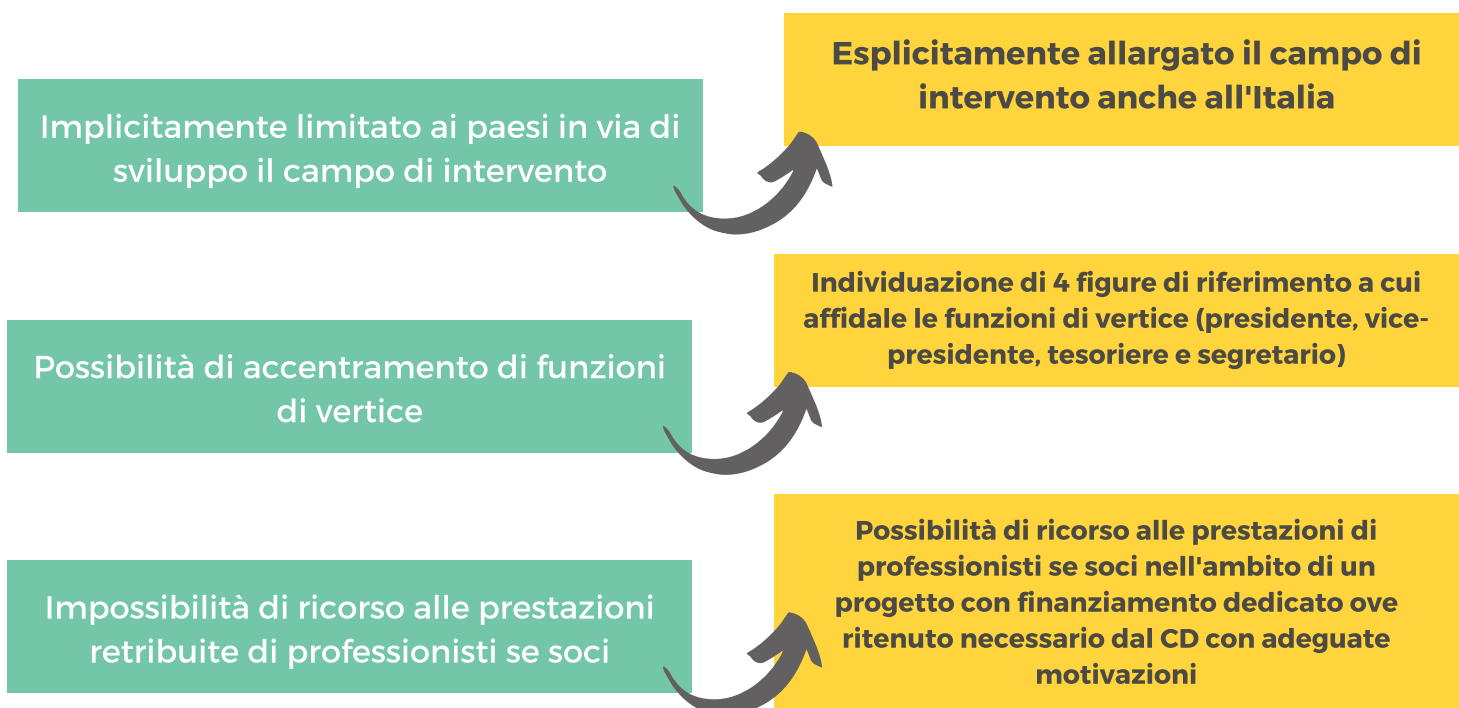 Implicitamente limitato ai paesi in via di
sviluppo il campo di intervento
Esplicitamente allargato il campo di
intervento anche all'Italia
Possibilità di accentramento di funzioni
di vertice
Individuazione di 4 figure di riferimento a cui
affidale le funzioni di vertice (presidente, vice-
presidente, tesoriere e segretario)
Impossibilità di ricorso alle prestazioni
retribuite di professionisti se soci
Possibilità di ricorso alle prestazioni di
professionisti se soci nell'ambito di un
progetto con finanziamento dedicato ove
ritenuto necessario dal CD con adeguate
motivazioni